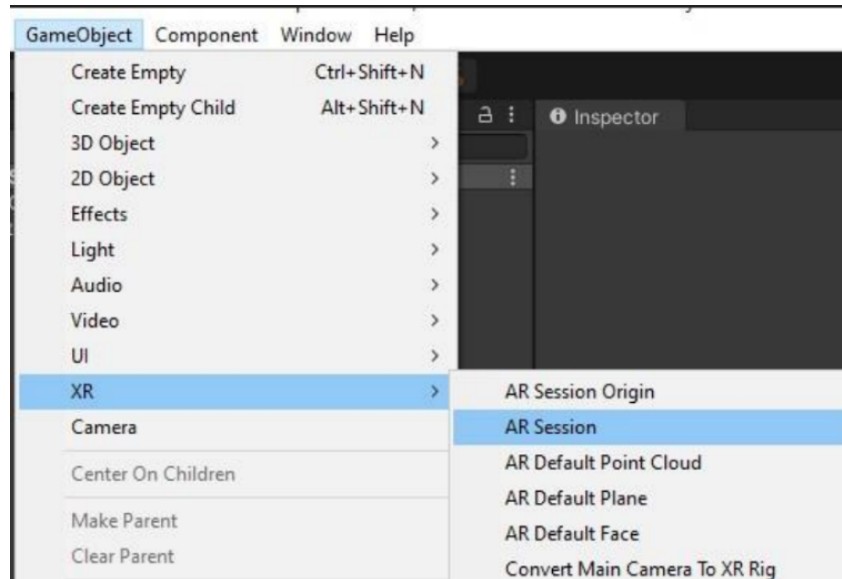 GameObject Component Window Help
Create Empty Ctrl+Shift+N
Create Empty Child Alt+Shift+N
Inspector
3D Object
2D Object
Effects
Light
Audio
Video
UI
XR
AR Session Origin
Camera
AR Session
Center On Children
AR Default Point Cloud
AR Default Plane
Make Parent
AR Default Face
Clear Parent
Convert Main Camera To XR Rig